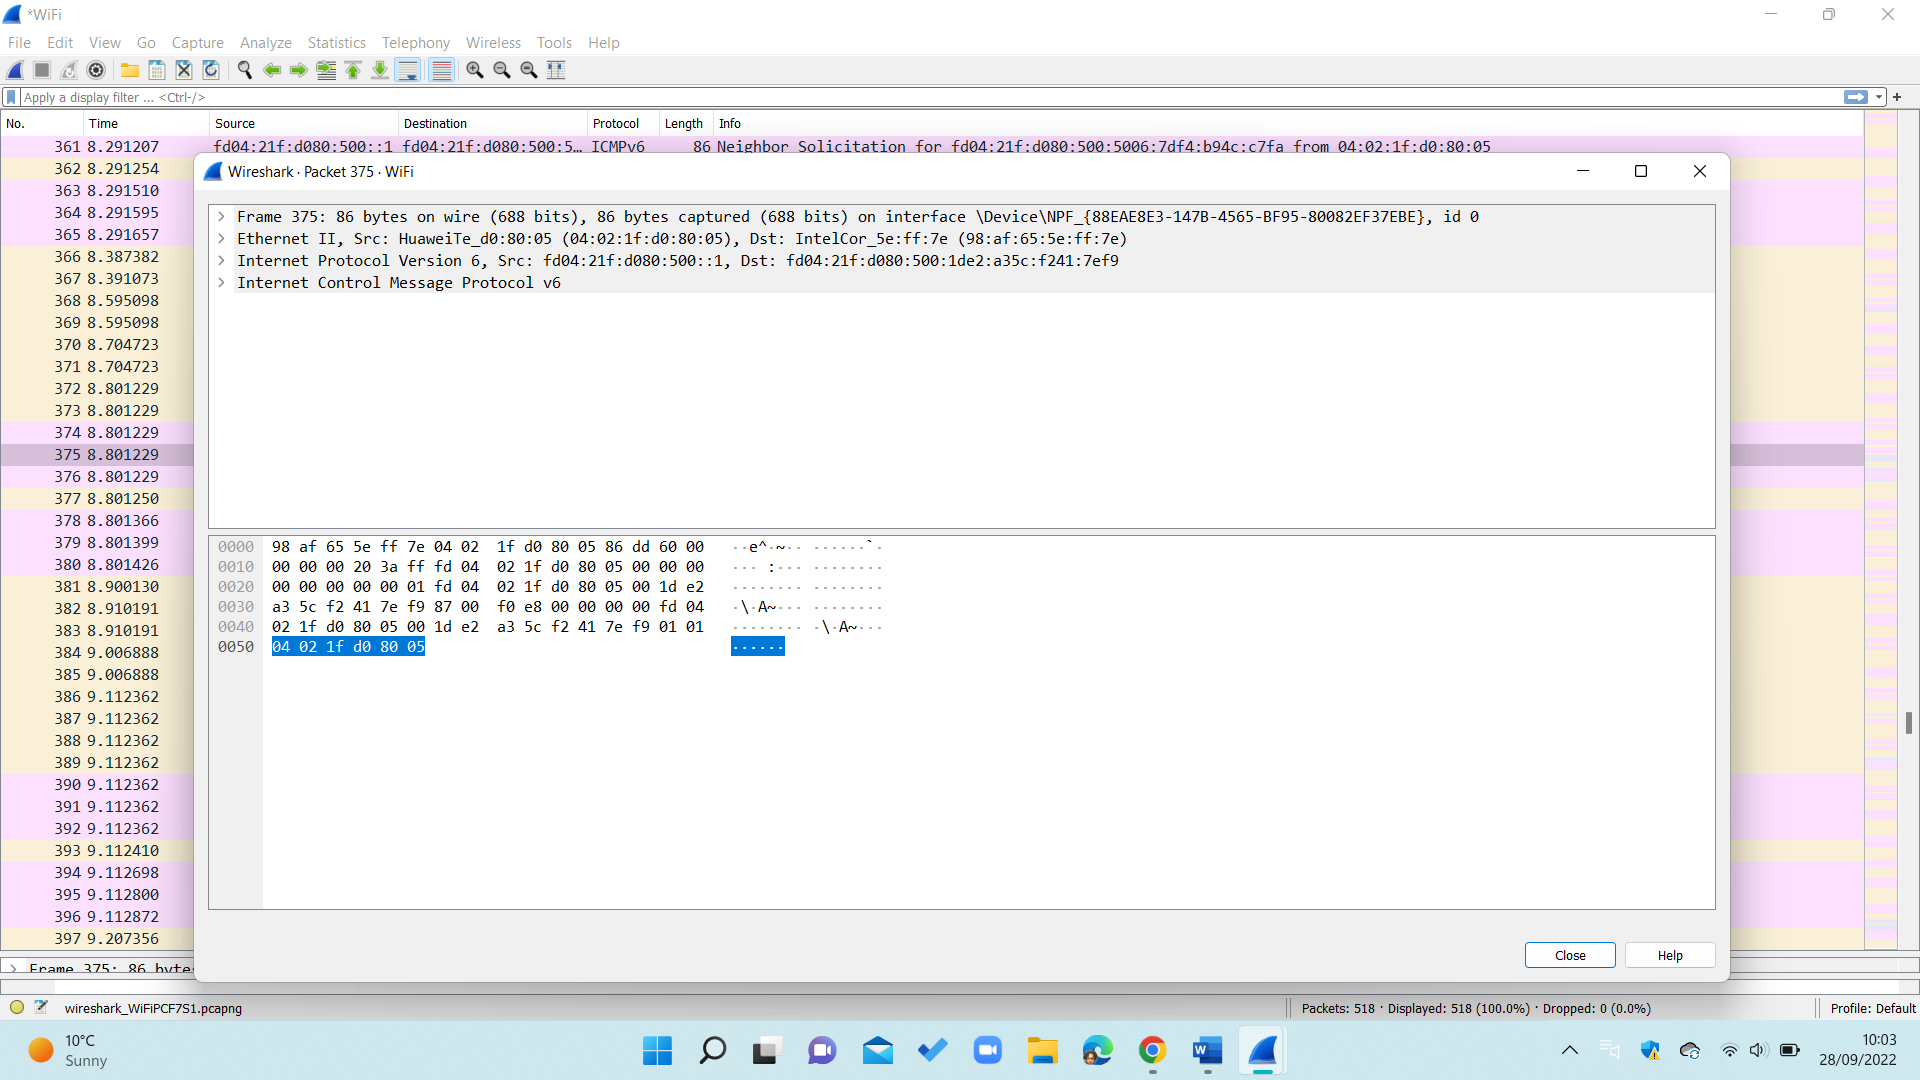 *WiFi
File Edit View Go Capture Analyze Statistics Telephony Wireless Tools Help
Apply a display filter ... <Ctrl-/>
No. Time Source Destination Protocol Length Info
361 8.291207 fd04:21f:d080:500::1 fd04:21f:d080:500:5… ICMPv6 86 Neighbor Solicitation for fd04:21f:d080:500:5006:7df4:b94c:c7fa from 04:02:1f:d0:80:05
362 8.291254
363 8.291510
364 8.291595
365 8.291657
366 8.387382
367 8.391073
368 8.595098
369 8.595098
370 8.704723
371 8.704723
372 8.801229
373 8.801229
374 8.801229
375 8.801229
376 8.801229
377 8.801250
378 8.801366
379 8.801399
380 8.801426
381 8.900130
382 8.910191
383 8.910191
384 9.006888
385 9.006888
386 9.112362
387 9.112362
388 9.112362
389 9.112362
390 9.112362
391 9.112362
392 9.112362
393 9.112410
394 9.112698
395 9.112800
396 9.112872
397 9.207356
Wireshark · Packet 375 · WiFi
Frame 375: 86 bytes on wire (688 bits), 86 bytes captured (688 bits) on interface \Device\NPF_{88EAE8E3-147B-4565-BF95-80082EF37EBE}, id 0
Ethernet II, Src: HuaweiTe_d0:80:05 (04:02:1f:d0:80:05), Dst: IntelCor_5e:ff:7e (98:af:65:5e:ff:7e)
Internet Protocol Version 6, Src: fd04:21f:d080:500::1, Dst: fd04:21f:d080:500:1de2:a35c:f241:7ef9
Internet Control Message Protocol v6
0000 98 af 65 5e ff 7e 04 02 1f d0 80 05 86 dd 60 00 ··e^·~·· ······`·
0010 00 00 00 20 3a ff fd 04 02 1f d0 80 05 00 00 00 ··· :··· ········
0020 00 00 00 00 00 01 fd 04 02 1f d0 80 05 00 1d e2 ········ ········
0030 a3 5c f2 41 7e f9 87 00 f0 e8 00 00 00 00 fd 04 ·\·A~··· ········
0040 02 1f d0 80 05 00 1d e2 a3 5c f2 41 7e f9 01 01 ········ ·\·A~···
0050 04 02 1f d0 80 05 ······
Close Help
Frame 375: 86 bytes
wireshark_WiFiPCF7S1.pcapng Packets: 518 · Displayed: 518 (100.0%) · Dropped: 0 (0.0%) Profile: Default
10°C
Sunny
10:03
28/09/2022